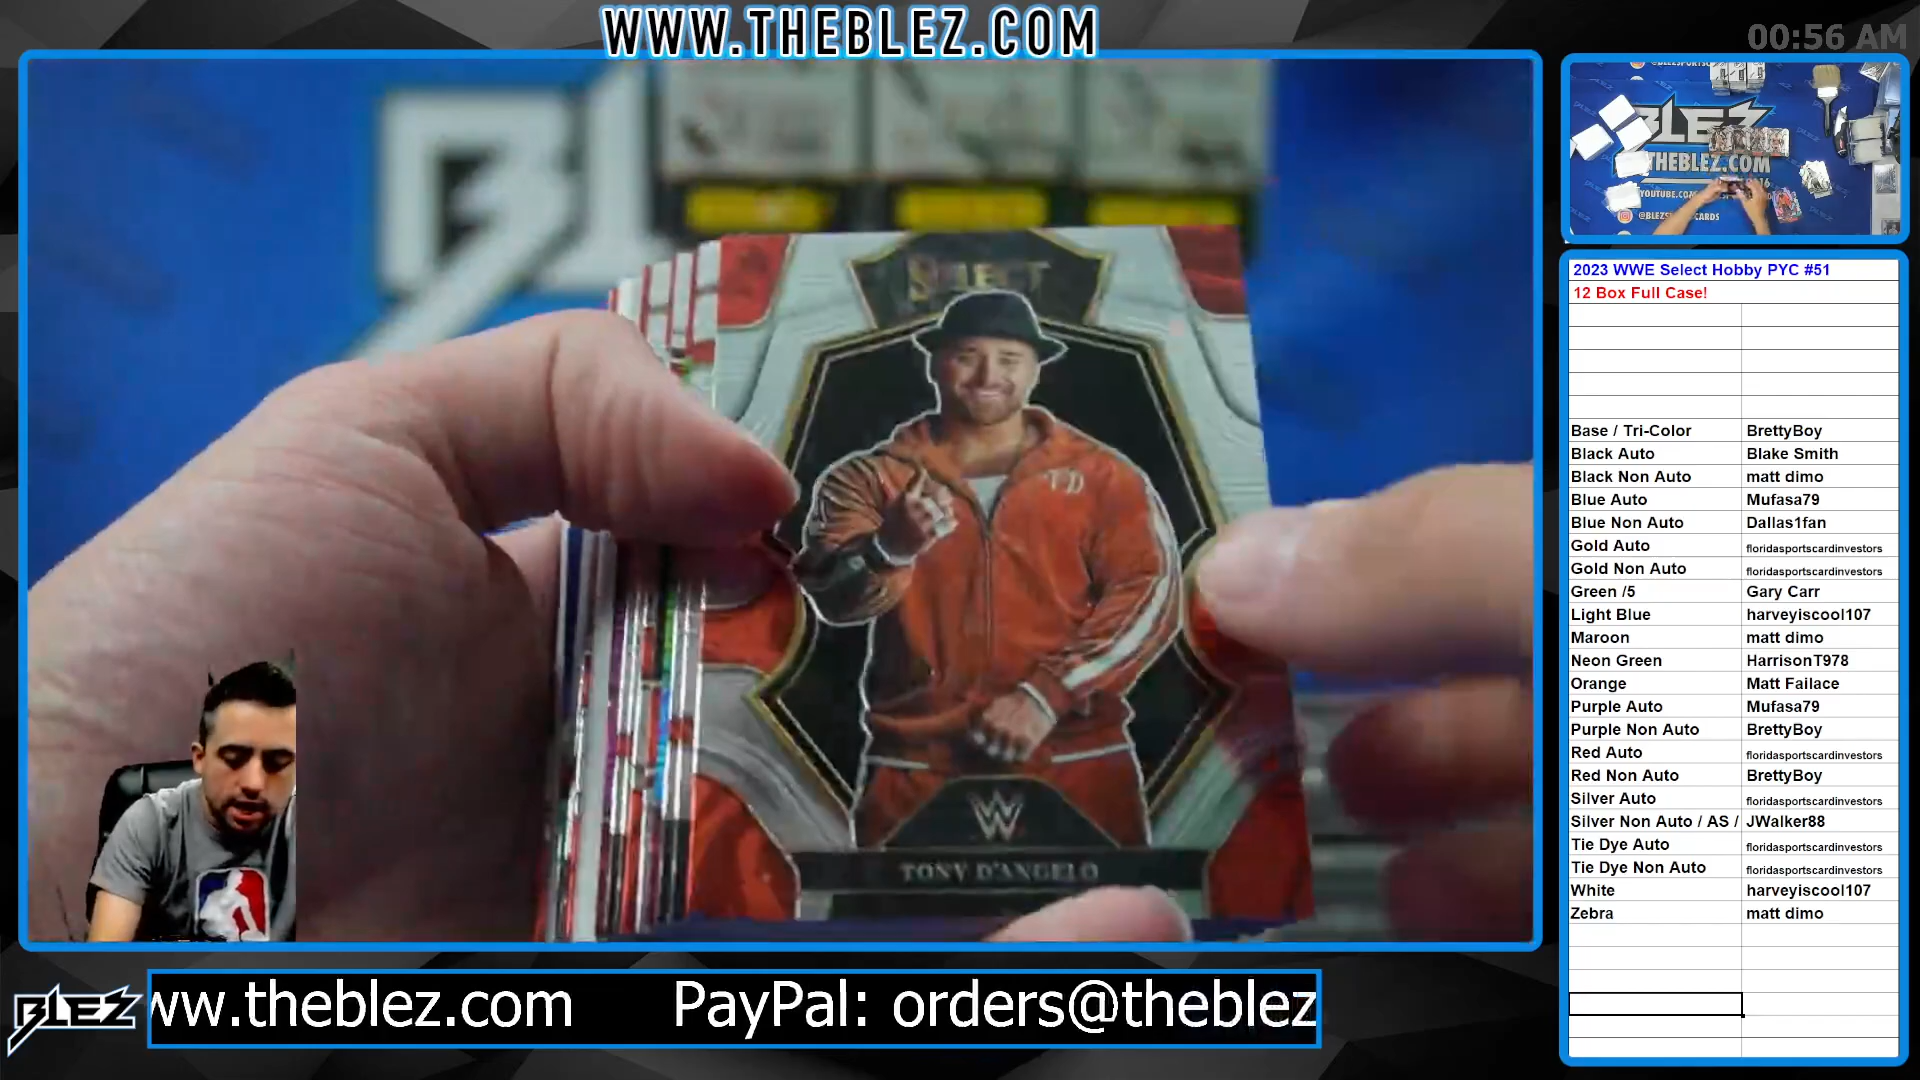 WWW.THEBLEZ.COM
00:56 AM
BLEZ
THEBLEZ.COM
SELECT
TD
W
TONY D'ANGELO
2023 WWE Select Hobby PYC #51
12 Box Full Case!
Base / Tri-Color BrettyBoy
Black Auto Blake Smith
Black Non Auto matt dimo
Blue Auto Mufasa79
Blue Non Auto Dallas1fan
Gold Auto floridasportscardinvestors
Gold Non Auto floridasportscardinvestors
Green /5 Gary Carr
Light Blue harveyiscool107
Maroon matt dimo
Neon Green HarrisonT978
Orange Matt Failace
Purple Auto Mufasa79
Purple Non Auto BrettyBoy
Red Auto floridasportscardinvestors
Red Non Auto BrettyBoy
Silver Auto floridasportscardinvestors
Silver Non Auto / AS / JWalker88
Tie Dye Auto floridasportscardinvestors
Tie Dye Non Auto floridasportscardinvestors
White harveyiscool107
Zebra matt dimo
BLEZ
ww.theblez.com PayPal: orders@theblez